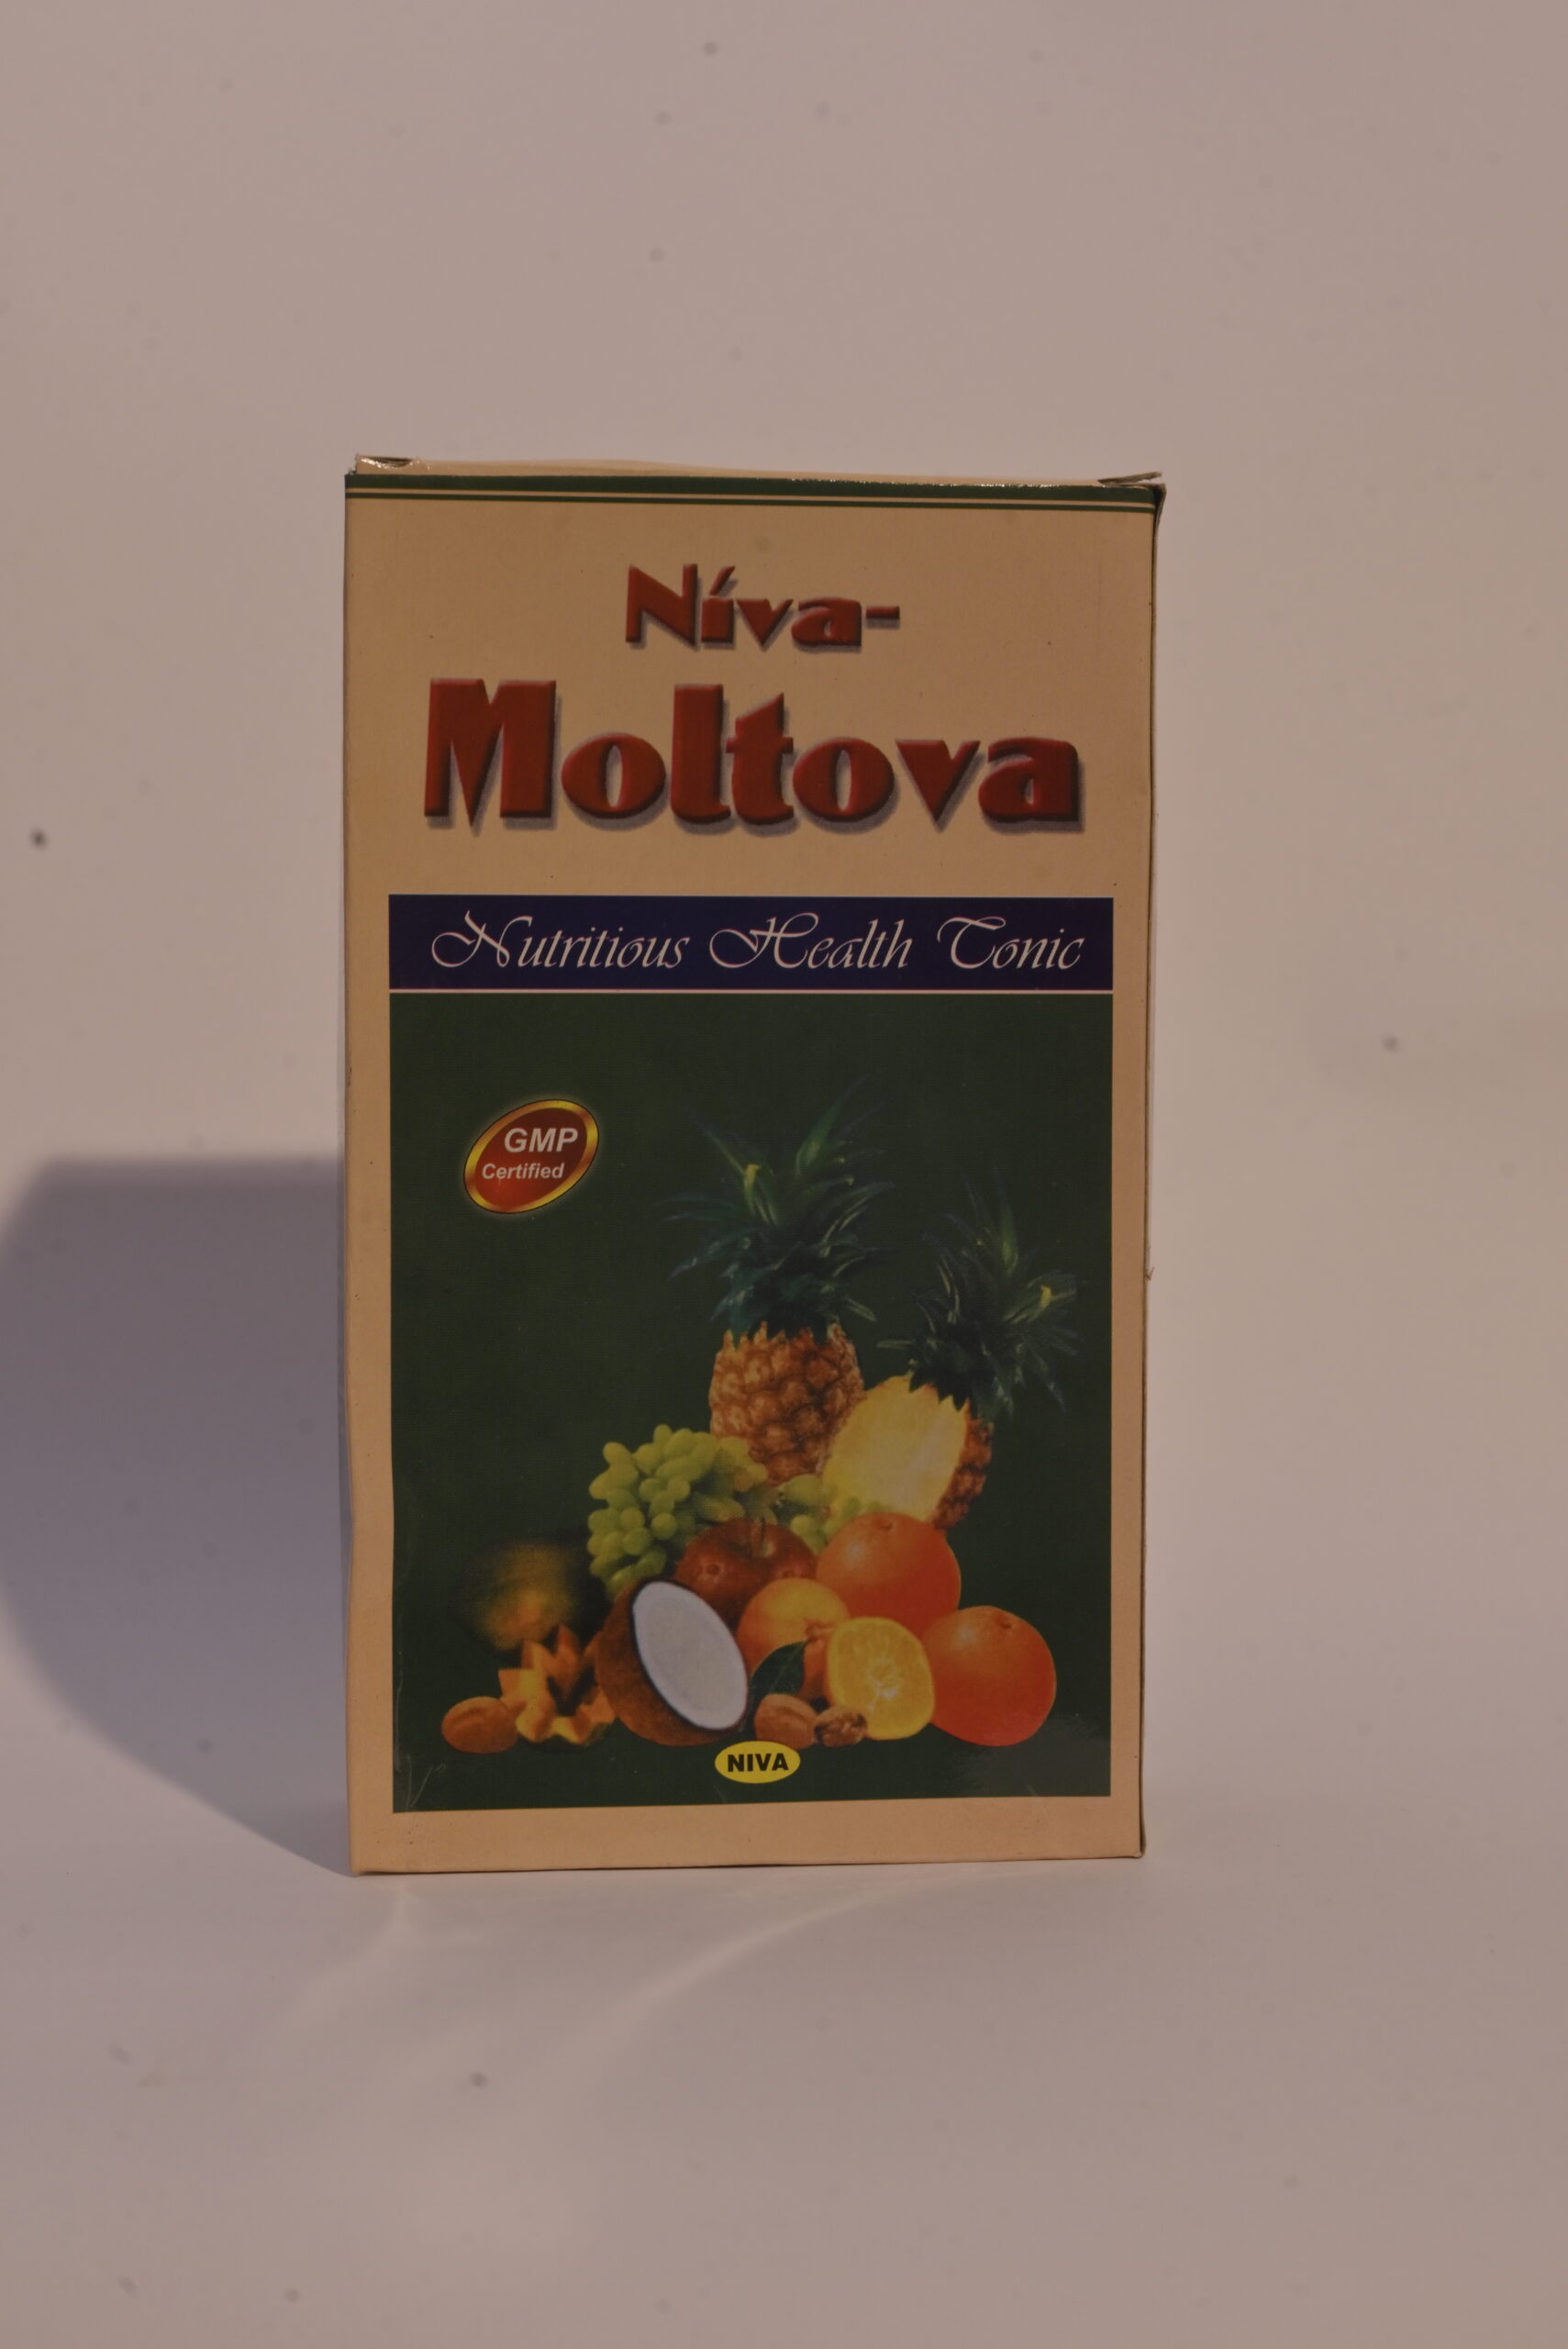 Níva-
Moltova
Nutritious Health Tonic
GMP
Certified
NIVA